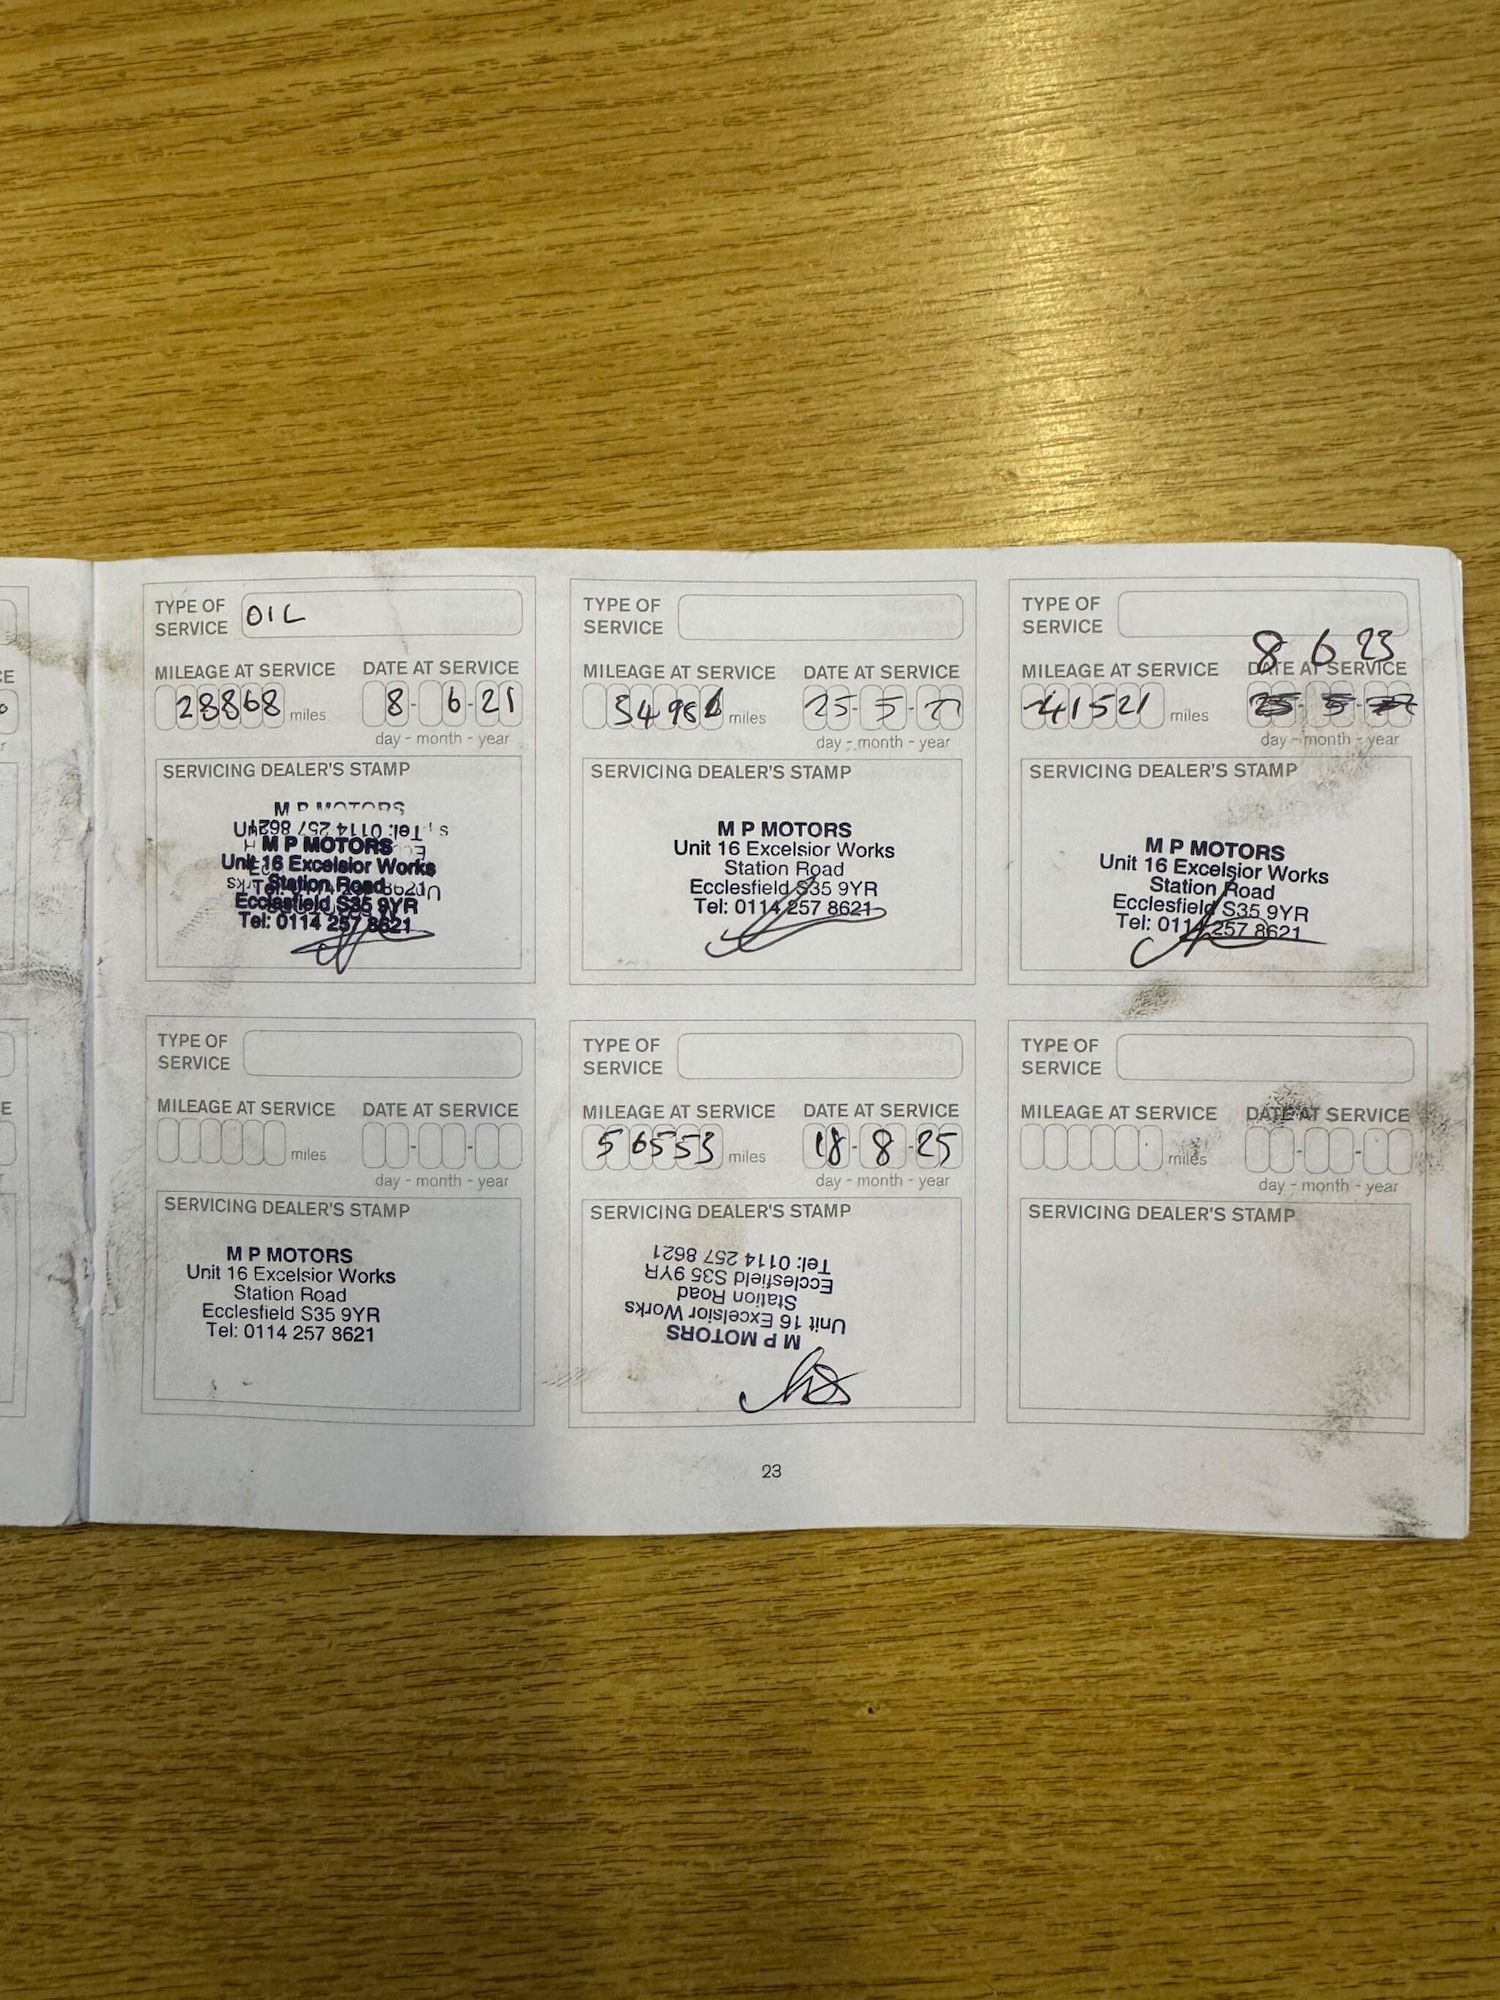 TYPE OF SERVICE OIL
MILEAGE AT SERVICE DATE AT SERVICE
28868 miles 8-6-21
day - month - year
SERVICING DEALER'S STAMP
M P MOTORS
Unit 16 Excelsior Works
Station Road
Ecclesfield S35 9YR
Tel: 0114 257 8621
TYPE OF SERVICE
MILEAGE AT SERVICE DATE AT SERVICE
miles 25-5-
day - month - year
SERVICING DEALER'S STAMP
M P MOTORS
Unit 16 Excelsior Works
Station Road
Ecclesfield S35 9YR
Tel: 0114 257 8621
TYPE OF SERVICE
8 6 23
MILEAGE AT SERVICE DATE AT SERVICE
41521 miles
day - month - year
SERVICING DEALER'S STAMP
M P MOTORS
Unit 16 Excelsior Works
Station Road
Ecclesfield S35 9YR
Tel: 0114 257 8621
TYPE OF SERVICE
MILEAGE AT SERVICE DATE AT SERVICE
miles
day - month - year
SERVICING DEALER'S STAMP
M P MOTORS
Unit 16 Excelsior Works
Station Road
Ecclesfield S35 9YR
Tel: 0114 257 8621
TYPE OF SERVICE
MILEAGE AT SERVICE DATE AT SERVICE
56553 miles 18-8-25
day - month - year
SERVICING DEALER'S STAMP
M P MOTORS
Unit 16 Excelsior Works
Station Road
Ecclesfield S35 9YR
Tel: 0114 257 8621
TYPE OF SERVICE
MILEAGE AT SERVICE DATE AT SERVICE
miles
day - month - year
SERVICING DEALER'S STAMP
23